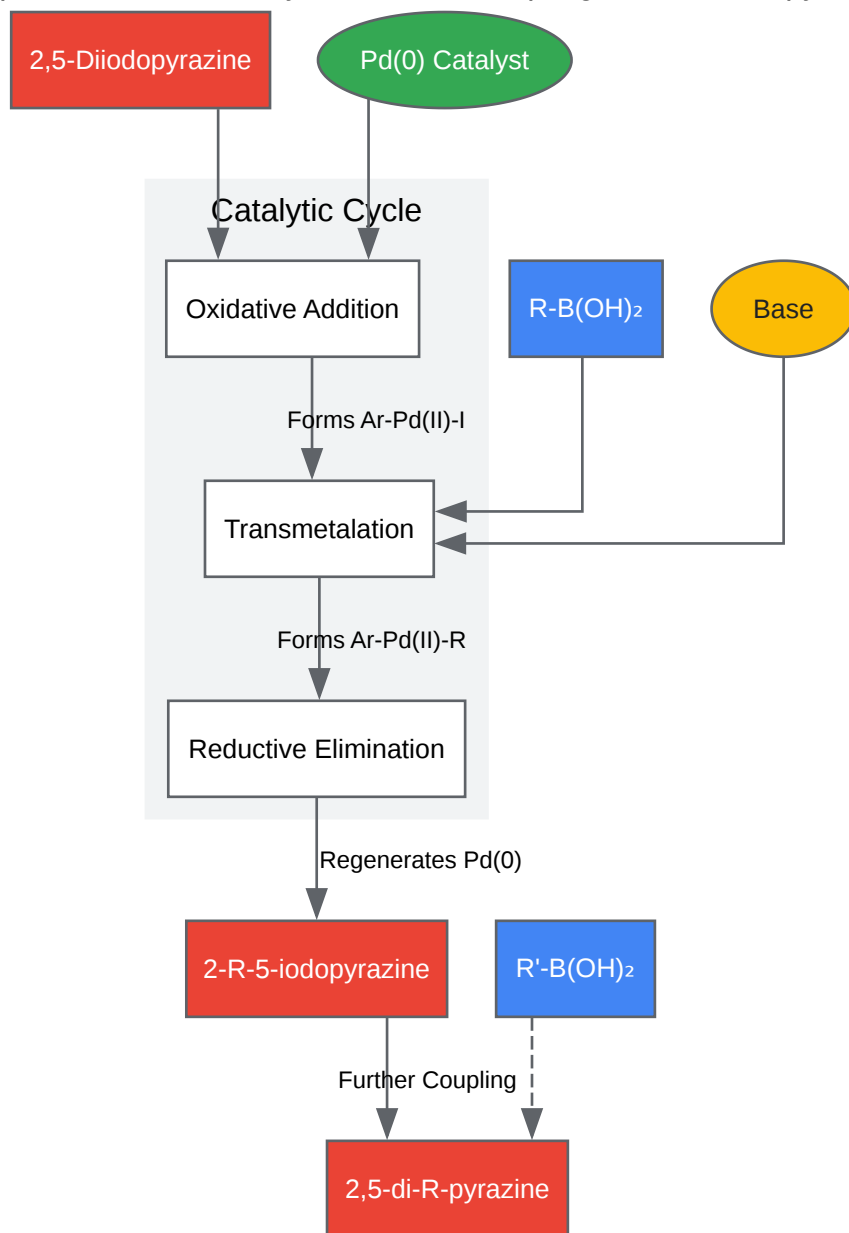 2,5-Diiodopyrazine
Pd(0) Catalyst
Catalytic Cycle
Oxidative Addition
R-B(OH)₂
Base
Forms Ar-Pd(II)-I
Transmetalation
Forms Ar-Pd(II)-R
Reductive Elimination
Regenerates Pd(0)
2-R-5-iodopyrazine
R'-B(OH)₂
Further Coupling
2,5-di-R-pyrazine